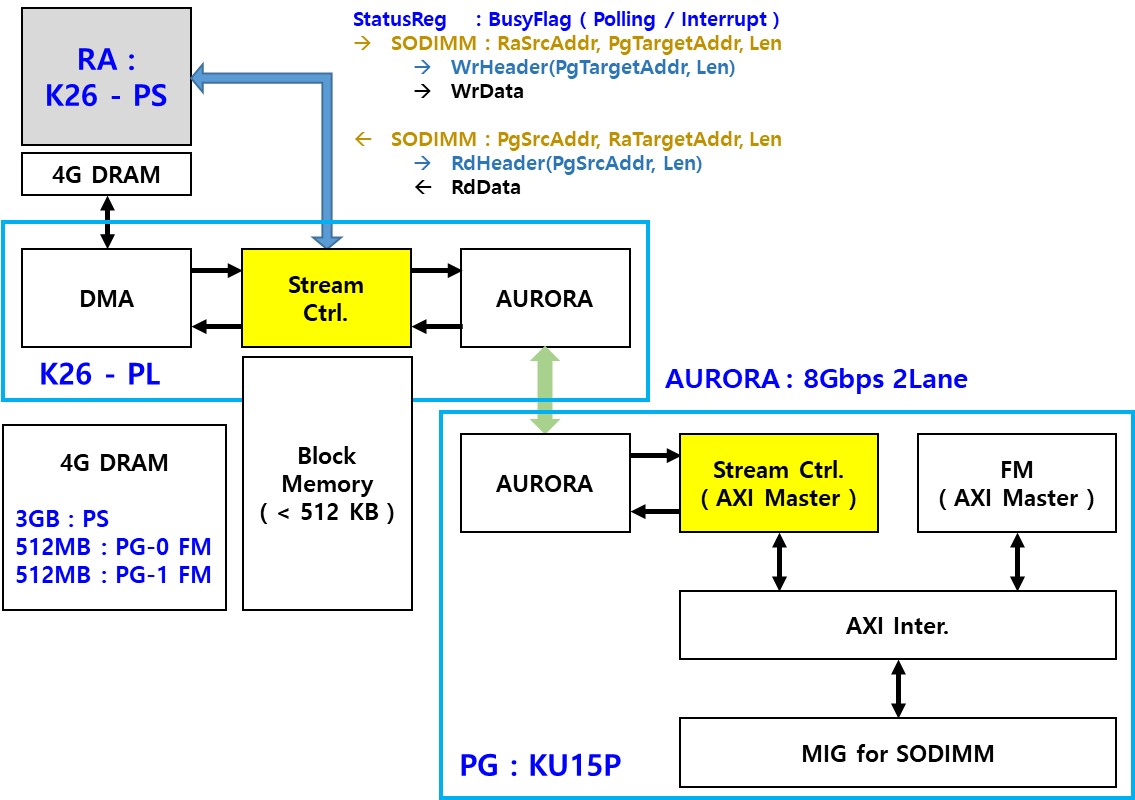 RA :
K26 - PS
StatusReg : BusyFlag ( Polling / Interrupt )
→ SODIMM : RaSrcAddr, PgTargetAddr, Len
→ WrHeader(PgTargetAddr, Len)
→ WrData
← SODIMM : PgSrcAddr, RaTargetAddr, Len
→ RdHeader(PgSrcAddr, Len)
← RdData
4G DRAM
DMA
Stream
Ctrl.
AURORA
K26 - PL
AURORA : 8Gbps 2Lane
4G DRAM
3GB : PS
512MB : PG-0 FM
512MB : PG-1 FM
Block
Memory
( < 512 KB )
AURORA
Stream Ctrl.
( AXI Master )
FM
( AXI Master )
AXI Inter.
MIG for SODIMM
PG : KU15P